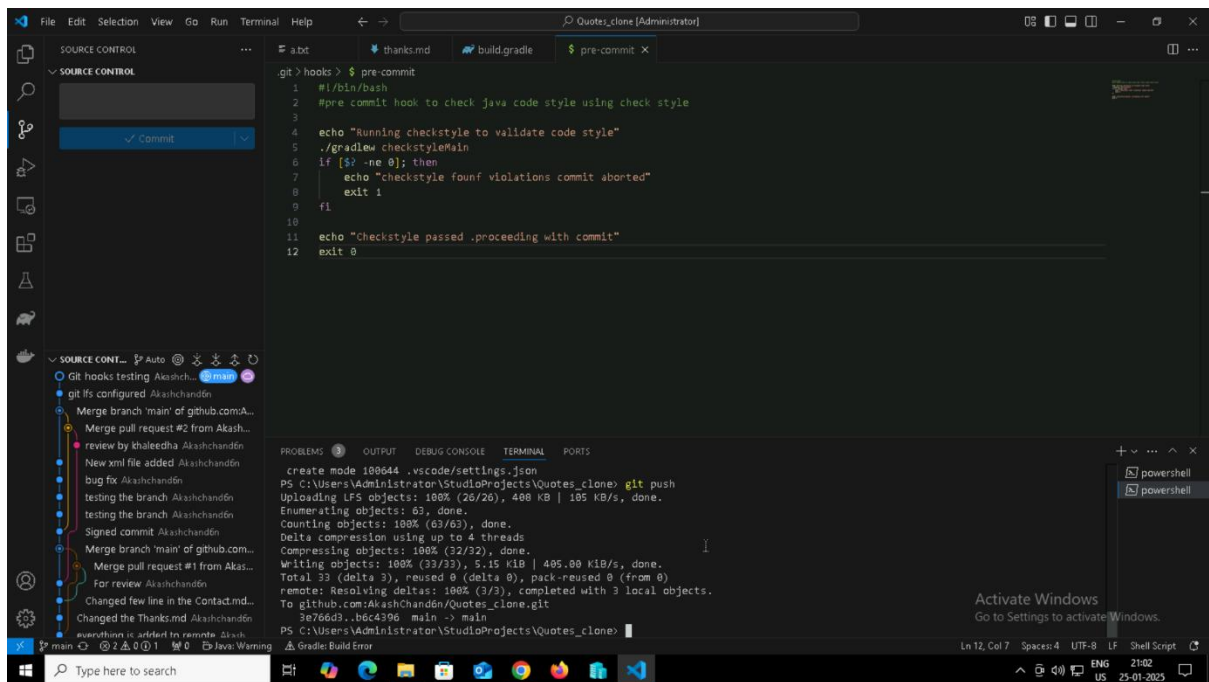 File Edit Selection View Go Run Terminal Help
Quotes_clone [Administrator]
SOURCE CONTROL
a.txt
thanks.md
build.gradle
$ pre-commit
SOURCE CONTROL
Commit
.git > hooks > $ pre-commit
1 #!/bin/bash
2 #pre commit hook to check java code style using check style
3
4 echo "Running checkstyle to validate code style"
5 ./gradlew checkstyleMain
6 if [$? -ne 0]; then
7 echo "checkstyle founf violations commit aborted"
8 exit 1
9 fi
10
11 echo "Checkstyle passed .proceeding with commit"
12 exit 0
SOURCE CONT... Auto
Git hooks testing Akashch... main
git lfs configured Akashchand6n
Merge branch 'main' of github.com:A...
Merge pull request #2 from Akash...
review by khaleedha Akashchand6n
New xml file added Akashchand6n
bug fix Akashchand6n
testing the branch Akashchand6n
testing the branch Akashchand6n
Signed commit Akashchand6n
Merge branch 'main' of github.com...
Merge pull request #1 from Akas...
For review Akashchand6n
Changed few line in the Contact.md...
Changed the Thanks.md Akashchand6n
everything is added to remote Akash...
PROBLEMS 3 OUTPUT DEBUG CONSOLE TERMINAL PORTS
powershell
powershell
create mode 100644 .vscode/settings.json
PS C:\Users\Administrator\StudioProjects\Quotes_clone> git push
Uploading LFS objects: 100% (26/26), 408 KB | 105 KB/s, done.
Enumerating objects: 63, done.
Counting objects: 100% (63/63), done.
Delta compression using up to 4 threads
Compressing objects: 100% (32/32), done.
Writing objects: 100% (33/33), 5.15 KiB | 405.00 KiB/s, done.
Total 33 (delta 3), reused 0 (delta 0), pack-reused 0 (from 0)
remote: Resolving deltas: 100% (3/3), completed with 3 local objects.
To github.com:AkashChand6n/Quotes_clone.git
3e766d3..b6c4396 main -> main
PS C:\Users\Administrator\StudioProjects\Quotes_clone>
Activate Windows
Go to Settings to activate Windows.
main 2 0 1 0 Java: Warning Gradle: Build Error
Ln 12, Col 7 Spaces: 4 UTF-8 LF Shell Script
Type here to search
ENG
US
21:02
25-01-2025